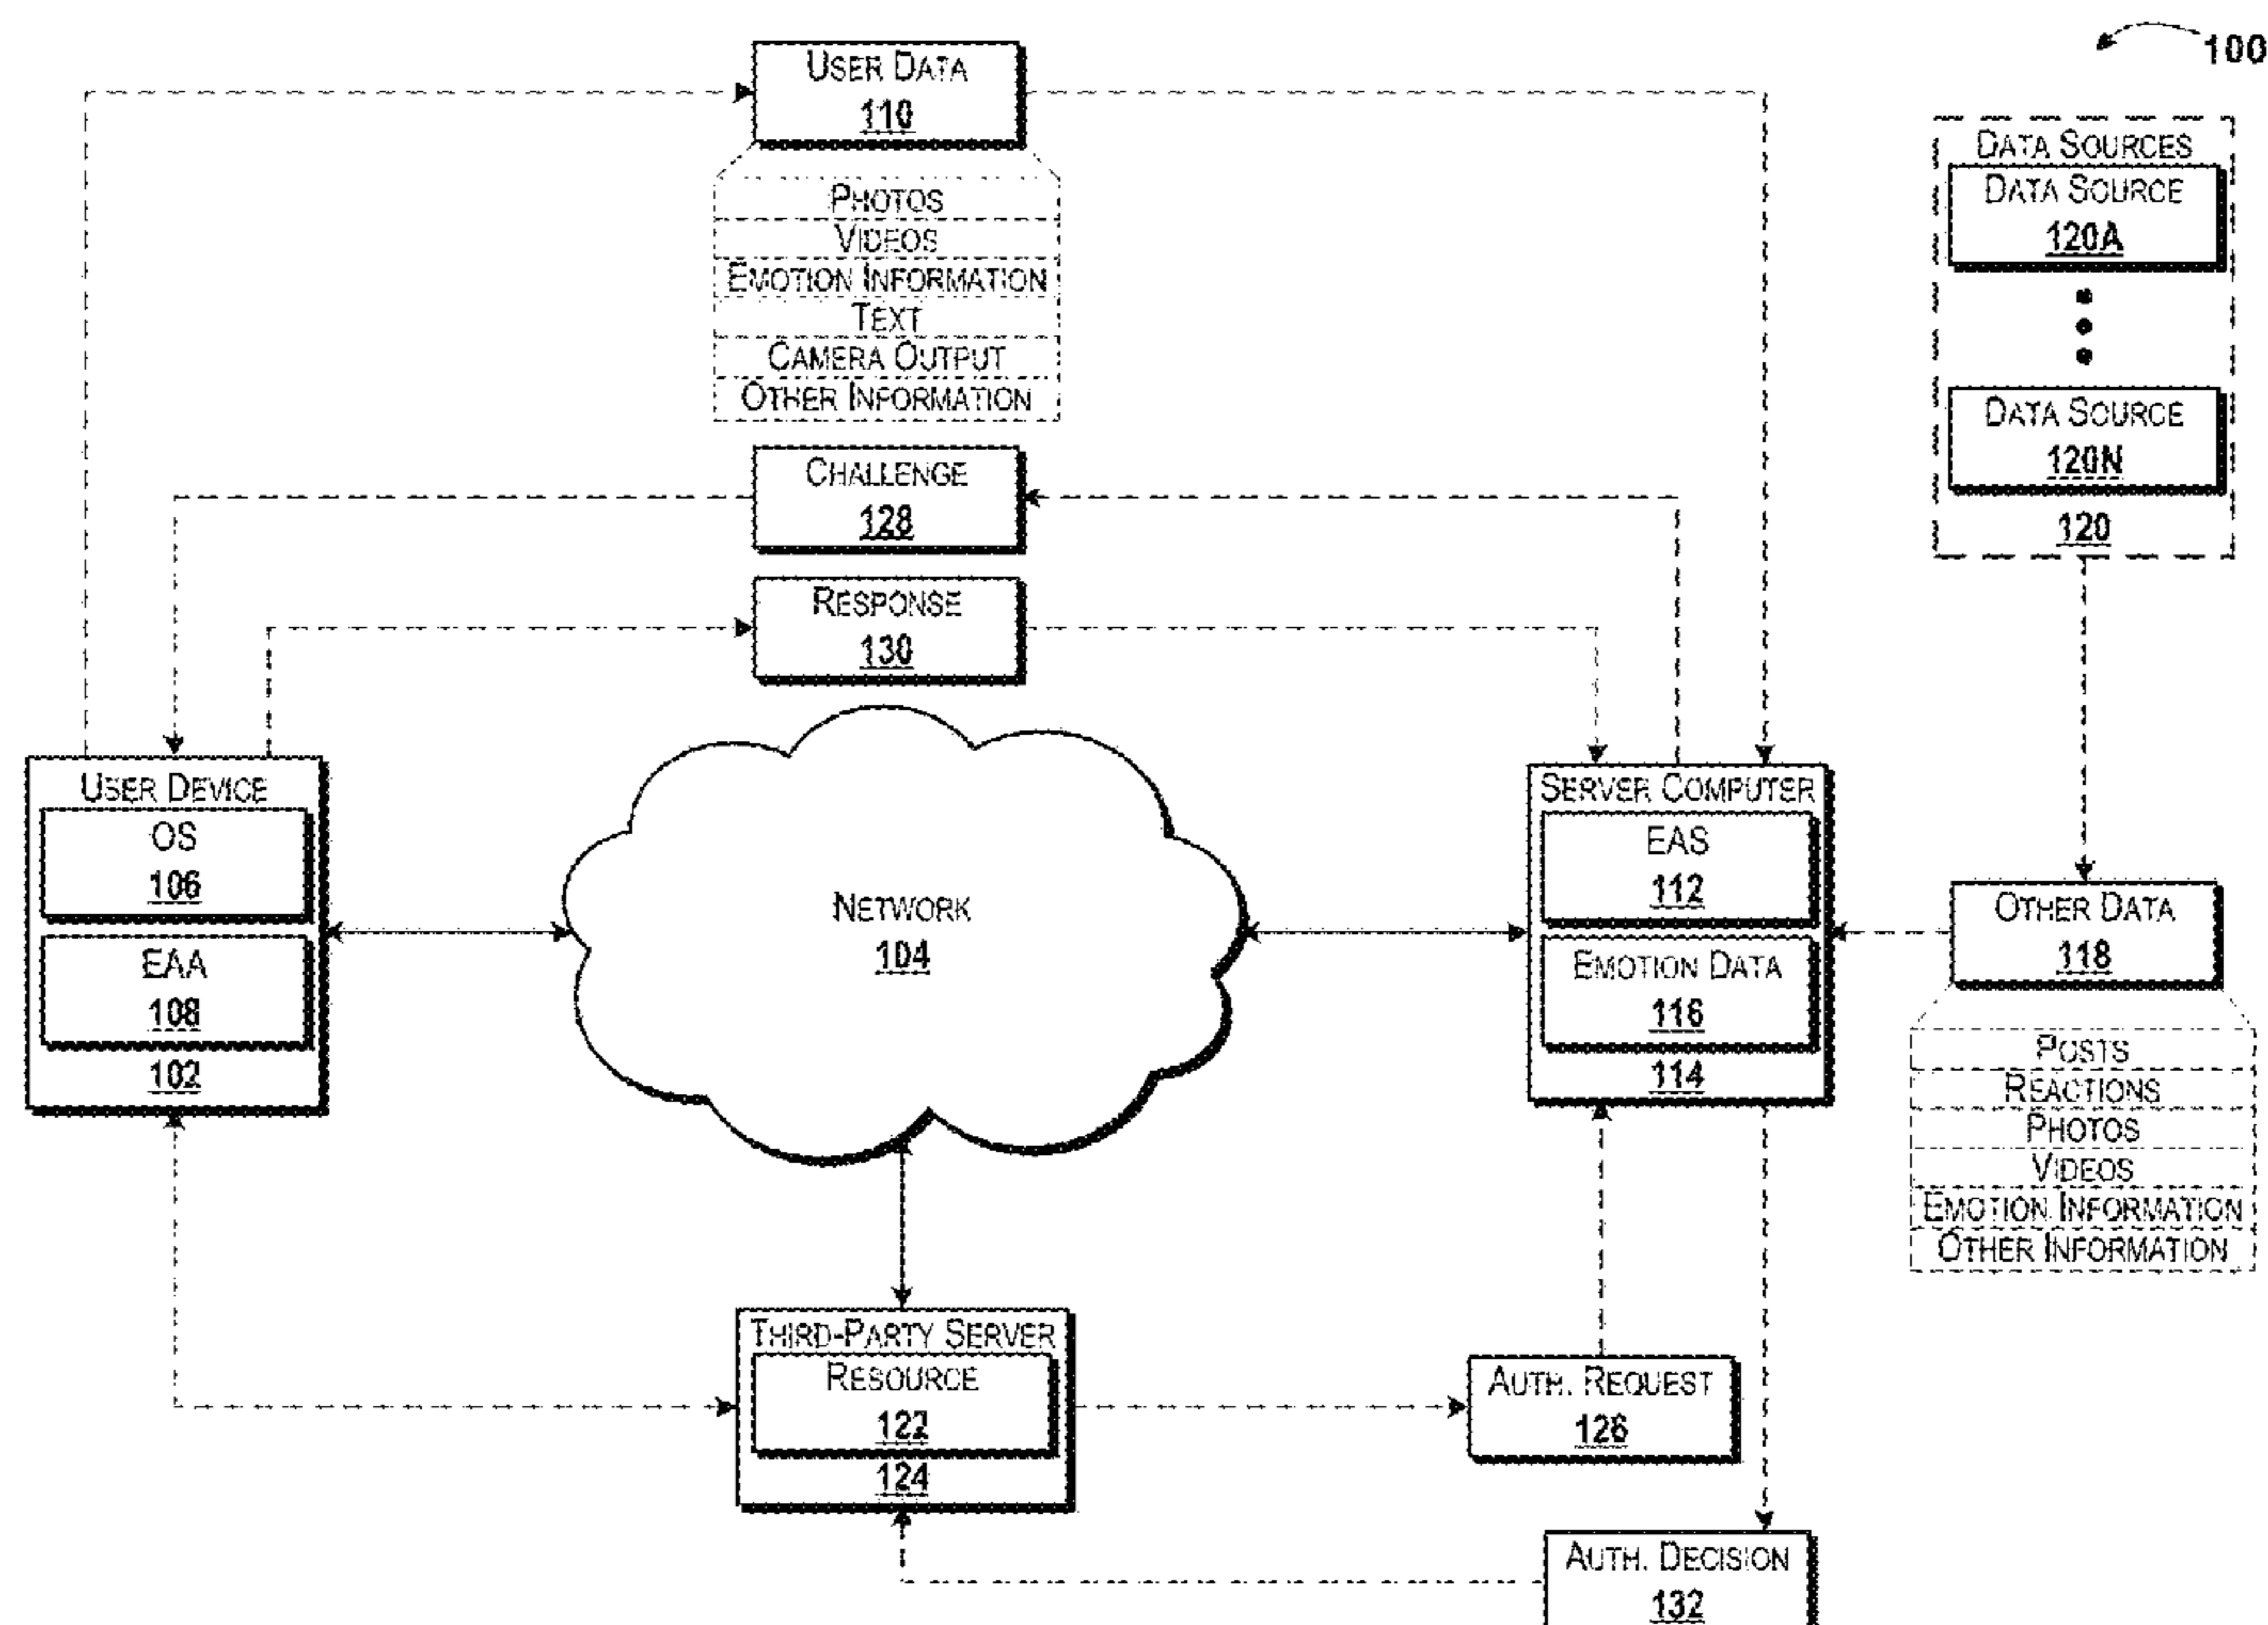 100
USER DATA
110
PHOTOS
VIDEOS
EMOTION INFORMATION
TEXT
CAMERA OUTPUT
OTHER INFORMATION
DATA SOURCES
DATA SOURCE
120A
DATA SOURCE
120N
120
CHALLENGE
128
RESPONSE
130
USER DEVICE
OS
106
EAA
108
102
NETWORK
104
SERVER COMPUTER
EAS
112
EMOTION DATA
116
114
OTHER DATA
118
POSTS
REACTIONS
PHOTOS
VIDEOS
EMOTION INFORMATION
OTHER INFORMATION
THIRD-PARTY SERVER
RESOURCE
122
124
AUTH. REQUEST
126
AUTH. DECISION
132